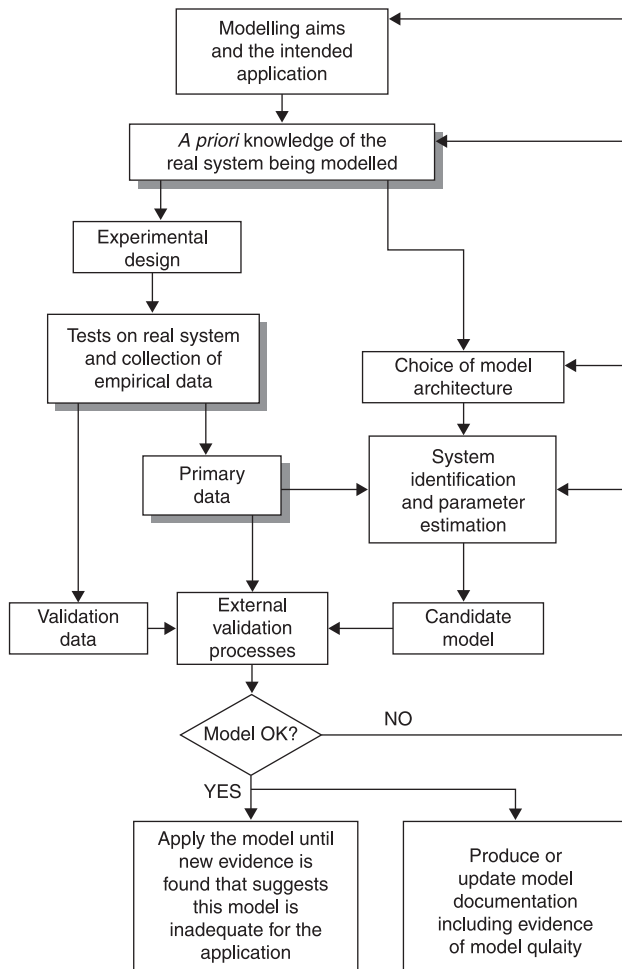 Modelling aims
and the intended
application
A priori knowledge of the
real system being modelled
Experimental
design
Tests on real system
and collection of
empirical data
Choice of model
architecture
Primary
data
System
identification
and parameter
estimation
Validation
data
External
validation
processes
Candidate
model
Model OK?
NO
YES
Apply the model until
new evidence is
found that suggests
this model is
inadequate for the
application
Produce or
update model
documentation
including evidence
of model qulaity